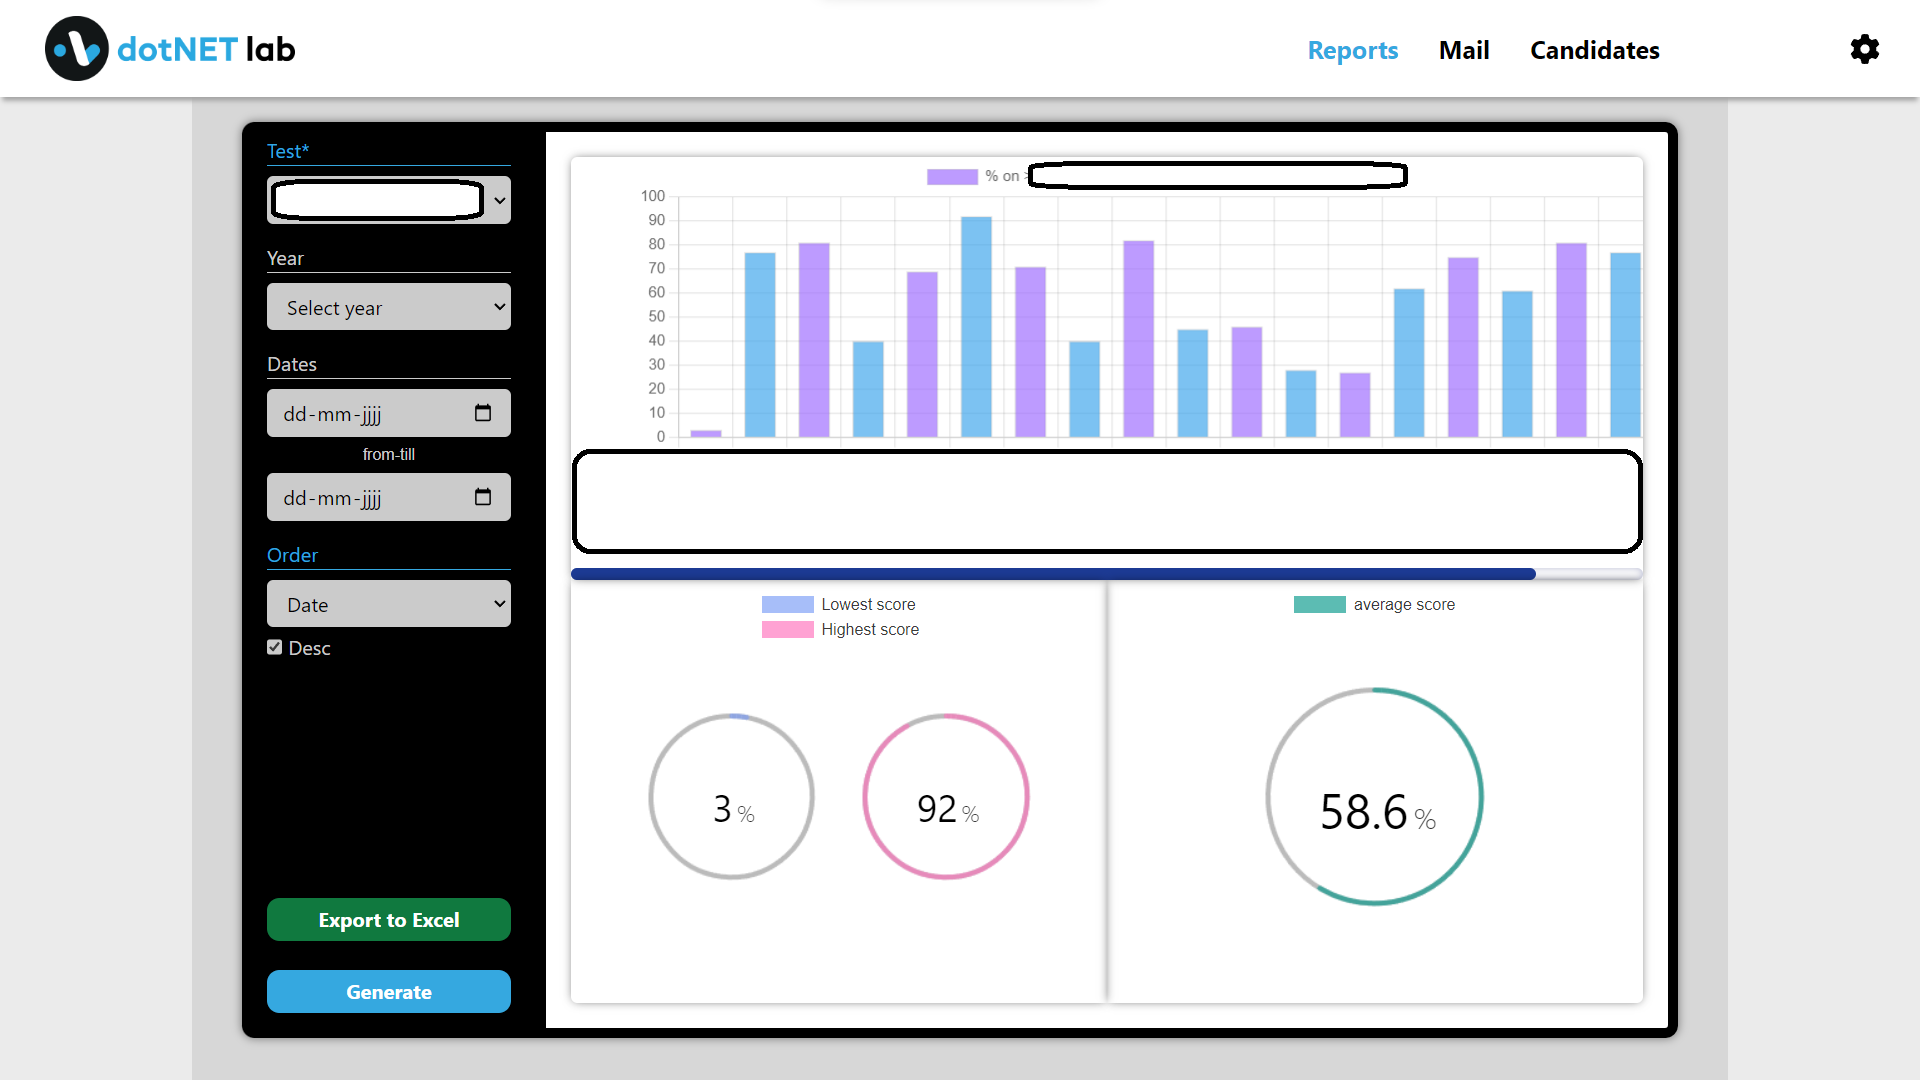 dotNET lab
Reports
Mail
Candidates
Test*
Year
Select year
Dates
dd-mm-jjjj
from-till
dd-mm-jjjj
Order
Date
Desc
Export to Excel
Generate
% on >
100
90
80
70
60
50
40
30
20
10
0
Lowest score
Highest score
3 %
92 %
average score
58.6 %